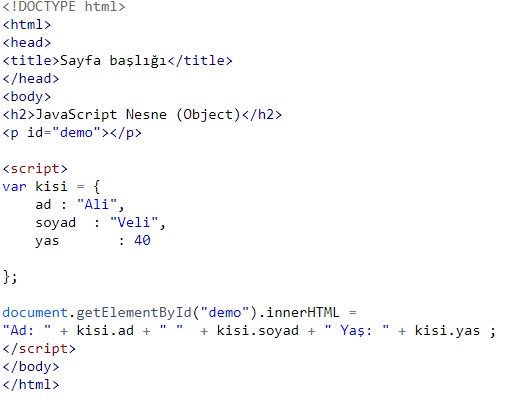 <!DOCTYPE html>
<html>
<head>
<title>Sayfa başlığı</title>
</head>
<body>
<h2>JavaScript Nesne (Object)</h2>
<p id="demo"></p>
<script>
var kisi = {
    ad : "Ali",
    soyad  : "Veli",
    yas       : 40
};
document.getElementById("demo").innerHTML =
"Ad: " + kisi.ad + " "  + kisi.soyad + " Yaş: " + kisi.yas ;
</script>
</body>
</html>